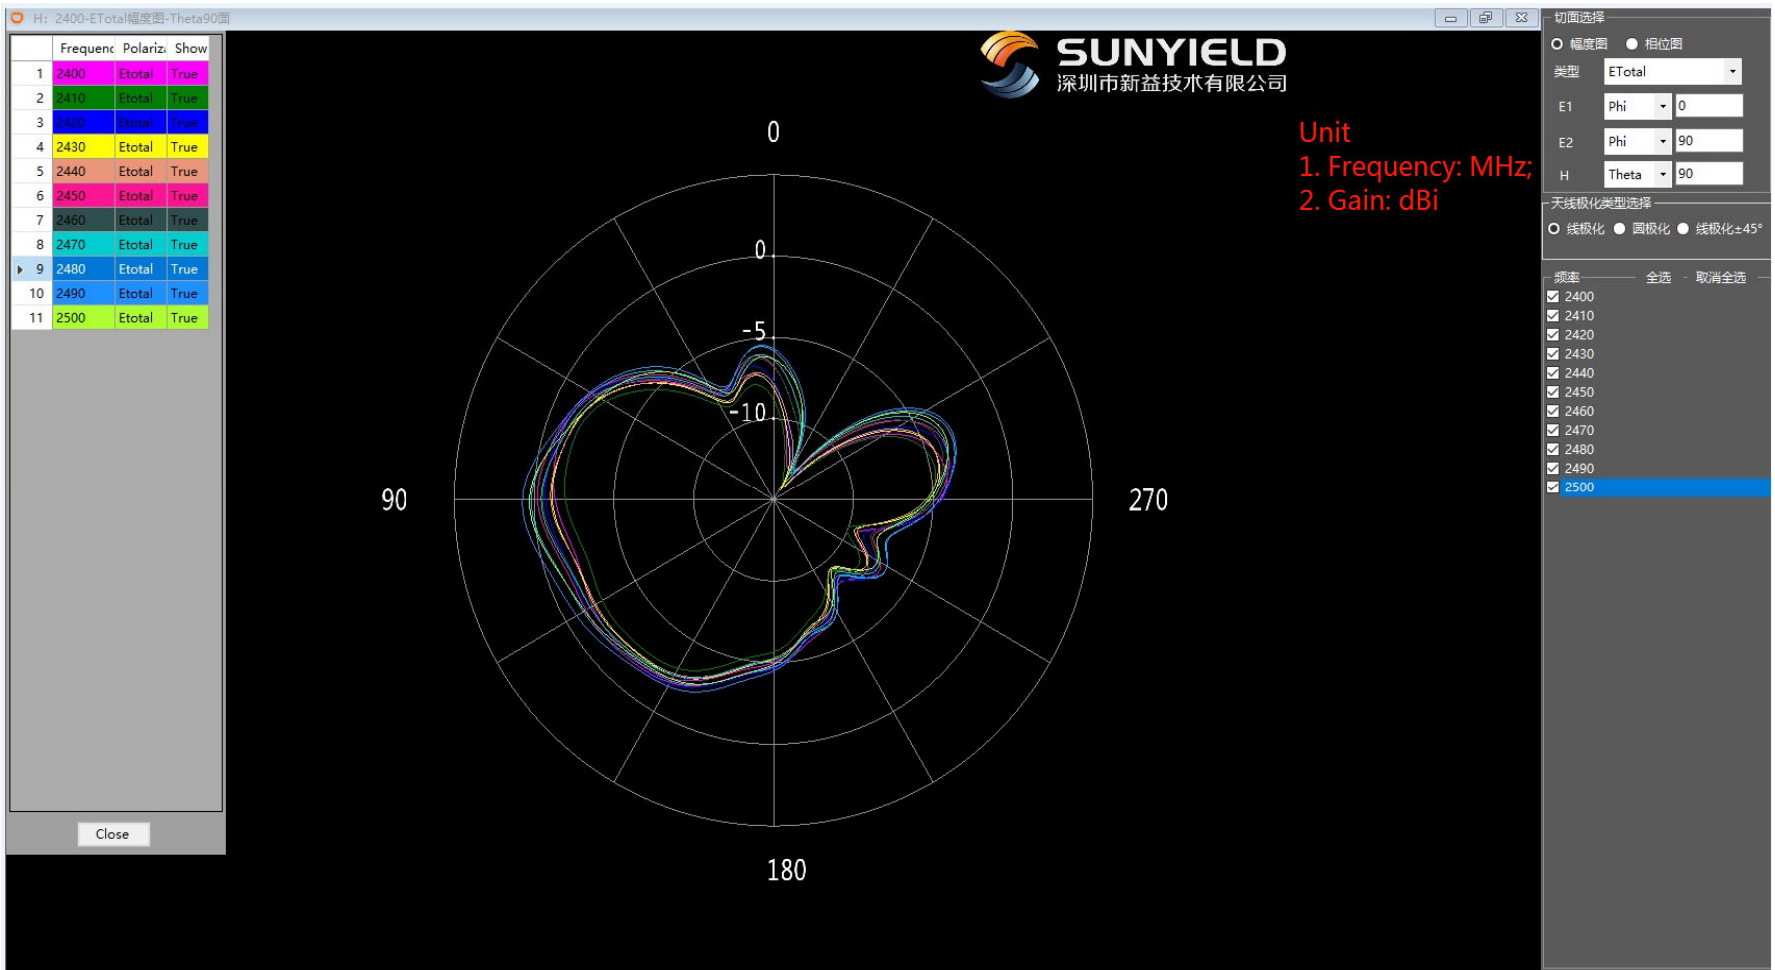 H: 2400-ETotal幅度图-Theta90面
Frequenc Polariza Show
1 2400 Etotal True
2 2410 Etotal True
3 2420 Etotal True
4 2430 Etotal True
5 2440 Etotal True
6 2450 Etotal True
7 2460 Etotal True
8 2470 Etotal True
9 2480 Etotal True
10 2490 Etotal True
11 2500 Etotal True
Close
SUNYIELD
深圳市新益技术有限公司
Unit
1. Frequency: MHz;
2. Gain: dBi
0
0
-5
-10
90
270
180
切面选择
幅度图 相位图
类型 ETotal
E1 Phi 0
E2 Phi 90
H Theta 90
天线极化类型选择
线极化 圆极化 线极化±45°
频率 全选 - 取消全选
2400
2410
2420
2430
2440
2450
2460
2470
2480
2490
2500